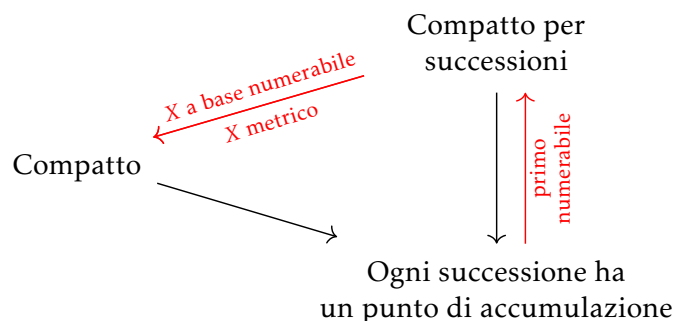 Compatto per
successioni
X a base numerabile
X metrico
primo
numerabile
Compatto
Ogni successione ha
un punto di accumulazione